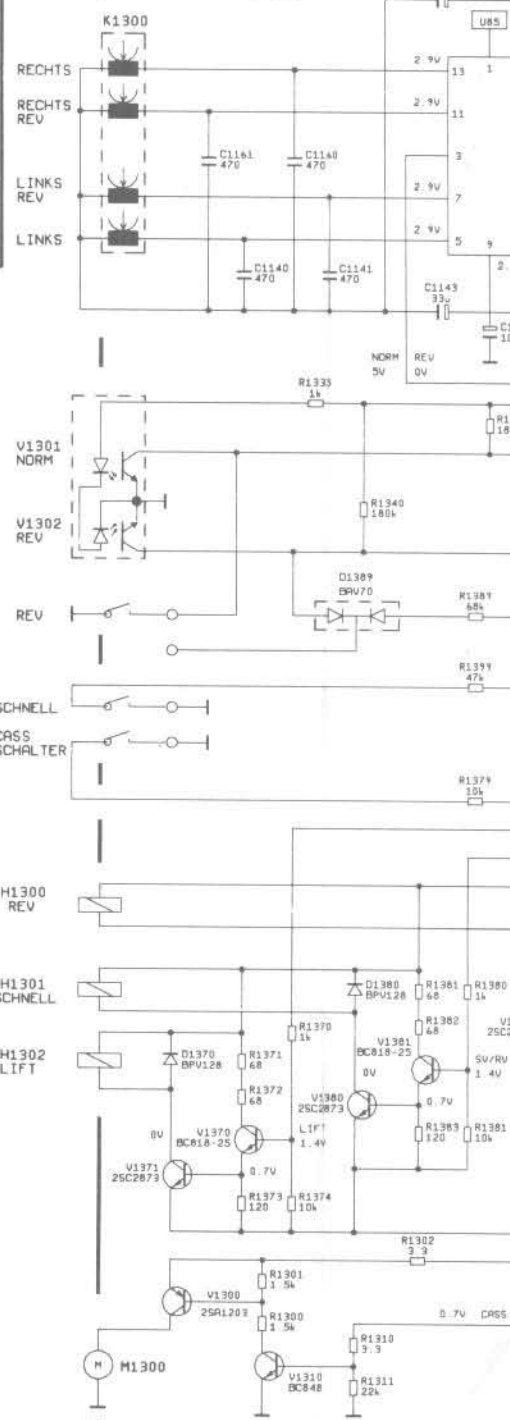 K1300
U85
RECHTS
2.9V
13
1
RECHTS
REV
2.9V
11
3
C1161
470
C1160
470
LINKS
REV
2.9V
7
LINKS
2.9V
5
9
C1140
470
C1141
470
C1143
33u
NORM REV
5V 0V
R1335
1k
V1301
NORM
R1340
180k
V1302
REV
D1389
BAV70
REV
R1389
68k
R1399
47k
SCHNELL
CASS
SCHALTER
R1379
10k
H1300
REV
H1301
SCHNELL
D1380
BPV128
R1381
68
R1380
1k
H1302
LIFT
D1370
BPV128
R1371
68
R1370
1k
R1382
68
V1381
BC818-25
SV/RV
1.4V
R1372
68
0V
V1380
2SC2873
0.7V
0V
V1370
BC818-25
LIFT
1.4V
R1383
120
R1381
10k
V1371
2SC2873
0.7V
R1373
120
R1374
10k
R1302
3.3
R1301
1.5k
V1300
2SA1203
R1300
1.5k
0.7V CASS
R1310
3.3
M
M1300
V1310
BC848
R1311
22k